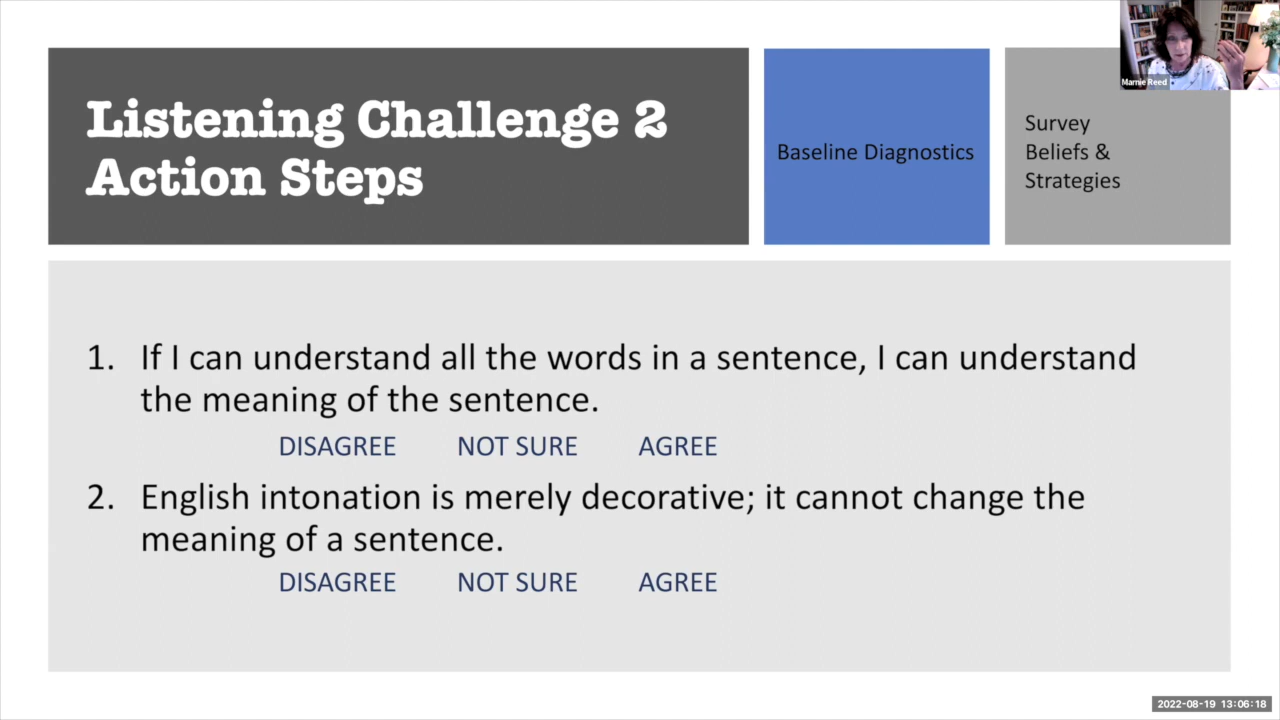 Listening Challenge 2
Action Steps
Baseline Diagnostics
Survey
Beliefs &
Strategies
Marnie Reed
1. If I can understand all the words in a sentence, I can understand
the meaning of the sentence.
DISAGREE NOT SURE AGREE
2. English intonation is merely decorative; it cannot change the
meaning of a sentence.
DISAGREE NOT SURE AGREE
2022-08-19 13:06:18